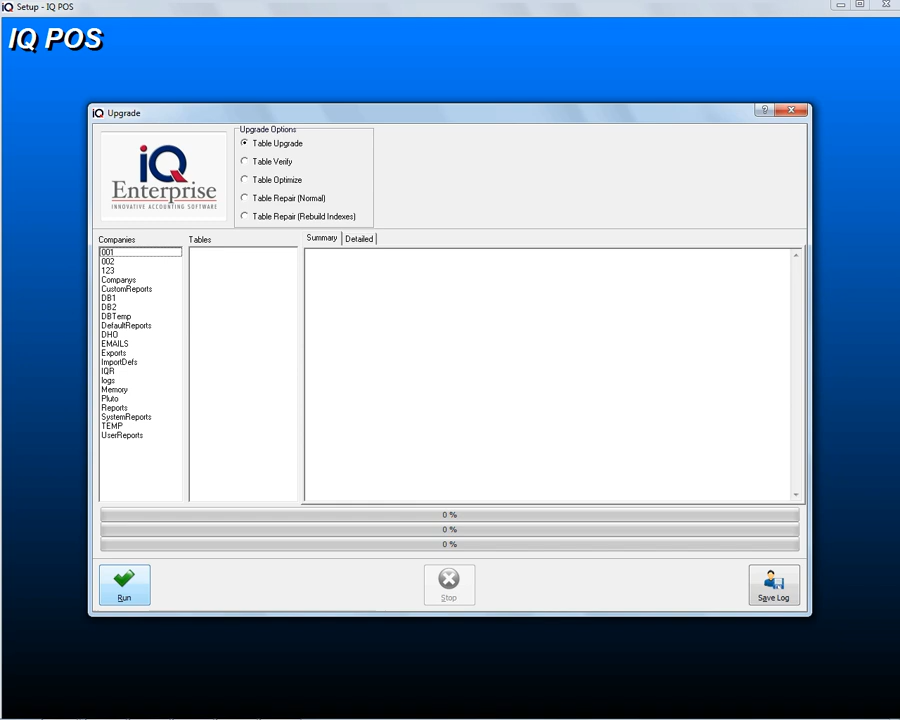 Setup - IQ POS
IQ POS
Upgrade
iQ
Enterprise
INNOVATIVE ACCOUNTING SOFTWARE
Upgrade Options
Table Upgrade
Table Verify
Table Optimize
Table Repair (Normal)
Table Repair (Rebuild Indexes)
Companies
Tables
Summary
Detailed
001
002
123
Companys
CustomReports
DB1
DB2
DBTemp
DefaultReports
DHO
EMAILS
Exports
ImportDefs
IQR
logs
Memory
Pluto
Reports
SystemReports
TEMP
UserReports
0 %
0 %
0 %
Run
Stop
Save Log